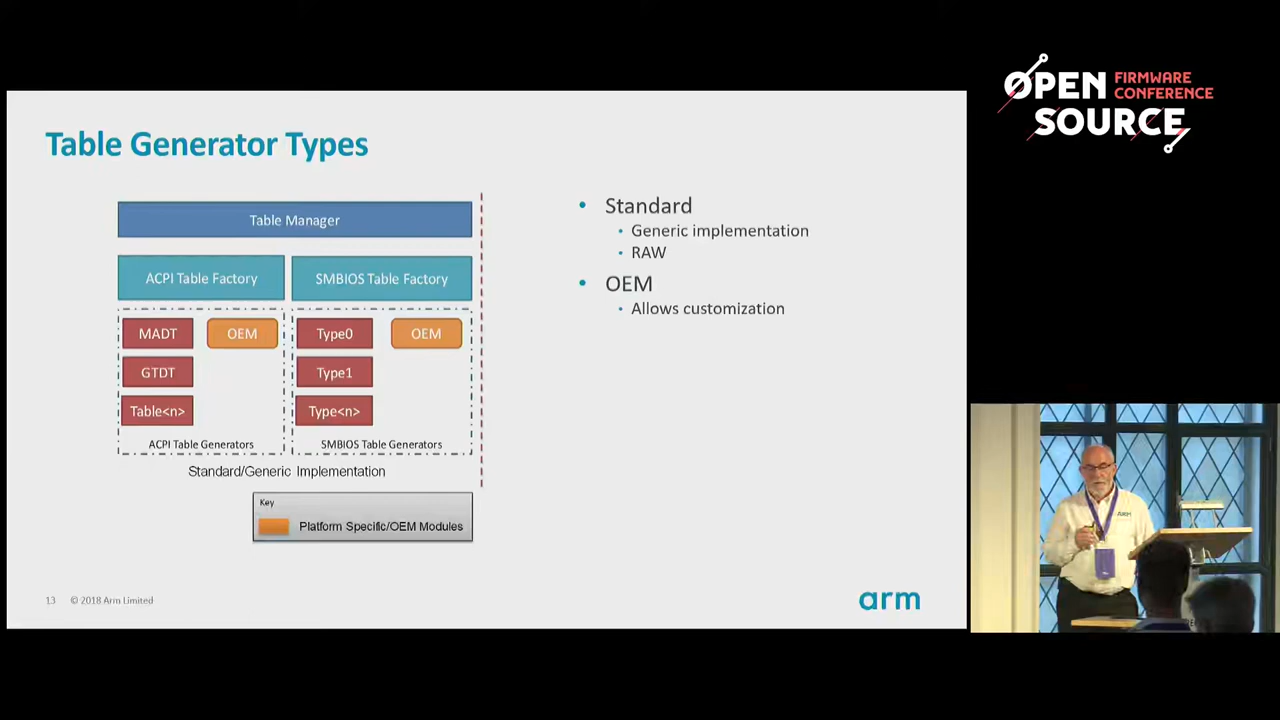 OPEN FIRMWARE CONFERENCE
SOURCE
Table Generator Types
Table Manager
ACPI Table Factory
SMBIOS Table Factory
MADT
OEM
GTDT
Table<n>
ACPI Table Generators
Type0
OEM
Type1
Type<n>
SMBIOS Table Generators
Standard/Generic Implementation
Key
Platform Specific/OEM Modules
• Standard
• Generic implementation
• RAW
• OEM
• Allows customization
13 © 2018 Arm Limited
arm
ARM